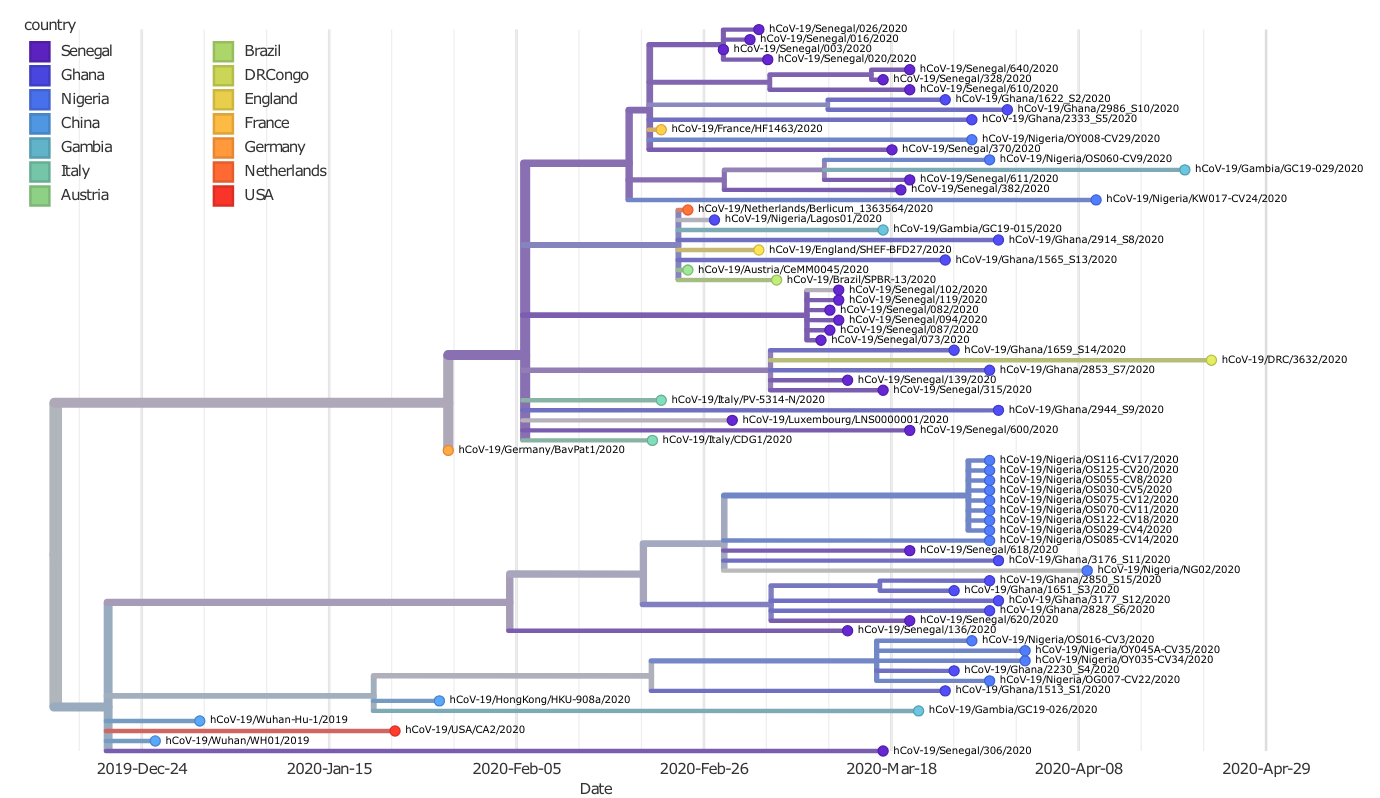 country
Senegal
Ghana
Nigeria
China
Gambia
Italy
Austria
Brazil
DRCongo
England
France
Germany
Netherlands
USA
hCoV-19/Senegal/026/2020
hCoV-19/Senegal/016/2020
hCoV-19/Senegal/003/2020
hCoV-19/Senegal/020/2020
hCoV-19/Senegal/640/2020
hCoV-19/Senegal/328/2020
hCoV-19/Senegal/610/2020
hCoV-19/Ghana/1622_S2/2020
hCoV-19/Ghana/2986_S10/2020
hCoV-19/Ghana/2333_S5/2020
hCoV-19/France/HF1463/2020
hCoV-19/Nigeria/OY008-CV29/2020
hCoV-19/Senegal/370/2020
hCoV-19/Nigeria/OS060-CV9/2020
hCoV-19/Gambia/GC19-029/2020
hCoV-19/Senegal/611/2020
hCoV-19/Senegal/382/2020
hCoV-19/Nigeria/KW017-CV24/2020
hCoV-19/Netherlands/Berlicum_1363564/2020
hCoV-19/Nigeria/Lagos01/2020
hCoV-19/Gambia/GC19-015/2020
hCoV-19/Ghana/2914_S8/2020
hCoV-19/England/SHEF-BFD27/2020
hCoV-19/Ghana/1565_S13/2020
hCoV-19/Austria/CeMM0045/2020
hCoV-19/Brazil/SPBR-13/2020
hCoV-19/Senegal/102/2020
hCoV-19/Senegal/119/2020
hCoV-19/Senegal/082/2020
hCoV-19/Senegal/094/2020
hCoV-19/Senegal/087/2020
hCoV-19/Senegal/073/2020
hCoV-19/Ghana/1659_S14/2020
hCoV-19/DRC/3632/2020
hCoV-19/Ghana/2853_S7/2020
hCoV-19/Senegal/139/2020
hCoV-19/Senegal/315/2020
hCoV-19/Italy/PV-5314-N/2020
hCoV-19/Ghana/2944_S9/2020
hCoV-19/Luxembourg/LNS0000001/2020
hCoV-19/Senegal/600/2020
hCoV-19/Italy/CDG1/2020
hCoV-19/Germany/BavPat1/2020
hCoV-19/Nigeria/OS116-CV17/2020
hCoV-19/Nigeria/OS125-CV20/2020
hCoV-19/Nigeria/OS055-CV8/2020
hCoV-19/Nigeria/OS030-CV5/2020
hCoV-19/Nigeria/OS075-CV12/2020
hCoV-19/Nigeria/OS070-CV11/2020
hCoV-19/Nigeria/OS122-CV18/2020
hCoV-19/Nigeria/OS029-CV4/2020
hCoV-19/Nigeria/OS085-CV14/2020
hCoV-19/Senegal/618/2020
hCoV-19/Ghana/3176_S11/2020
hCoV-19/Nigeria/NG02/2020
hCoV-19/Ghana/2850_S15/2020
hCoV-19/Ghana/1651_S3/2020
hCoV-19/Ghana/3177_S12/2020
hCoV-19/Ghana/2828_S6/2020
hCoV-19/Senegal/620/2020
hCoV-19/Senegal/136/2020
hCoV-19/Nigeria/OS016-CV3/2020
hCoV-19/Nigeria/OY045A-CV35/2020
hCoV-19/Nigeria/OY035-CV34/2020
hCoV-19/Ghana/2230_S4/2020
hCoV-19/Nigeria/OG007-CV22/2020
hCoV-19/Ghana/1513_S1/2020
hCoV-19/HongKong/HKU-908a/2020
hCoV-19/Gambia/GC19-026/2020
hCoV-19/Wuhan-Hu-1/2019
hCoV-19/USA/CA2/2020
hCoV-19/Wuhan/WH01/2019
hCoV-19/Senegal/306/2020
2019-Dec-24
2020-Jan-15
2020-Feb-05
2020-Feb-26
2020-Mar-18
2020-Apr-08
2020-Apr-29
Date